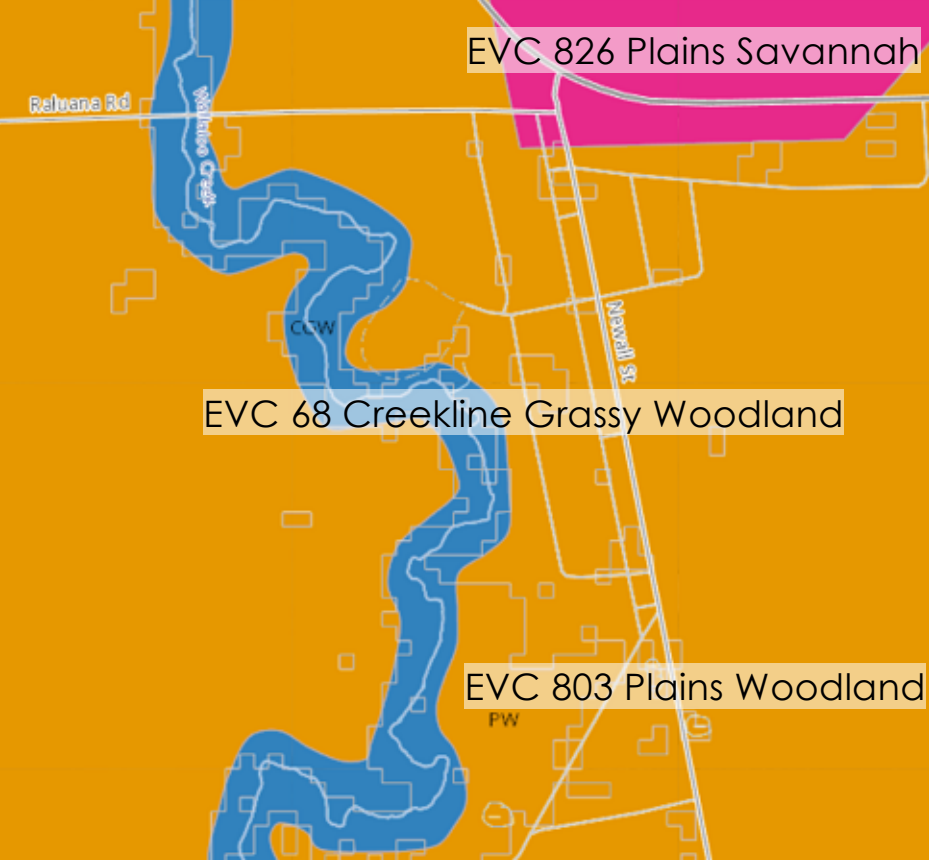 EVC 826 Plains Savannah
Raluana Rd
Creek
CGW
Newall St
EVC 68 Creekline Grassy Woodland
EVC 803 Plains Woodland
PW